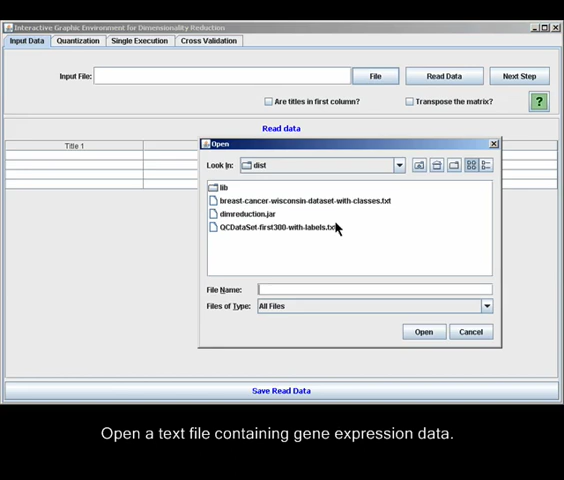 Interactive Graphic Environment for Dimensionality Reduction
Input Data Quantization Single Execution Cross Validation
Input File: File Read Data Next Step
Are titles in first column? Transpose the matrix? ?
Read data
Title 1
Open
Look In: dist
lib
breast-cancer-wisconsin-dataset-with-classes.txt
dimreduction.jar
QCDataSet-first300-with-labels.txt
File Name:
Files of Type: All Files
Open Cancel
Save Read Data
Open a text file containing gene expression data.